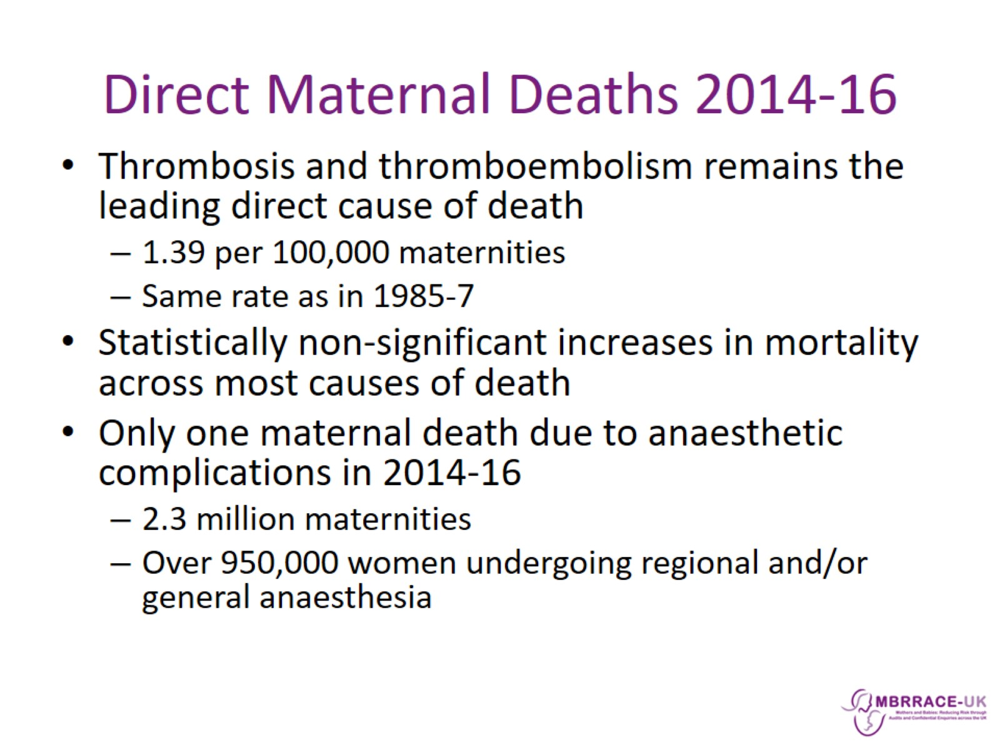 Direct Maternal Deaths 2014-16
• Thrombosis and thromboembolism remains the
leading direct cause of death
– 1.39 per 100,000 maternities
– Same rate as in 1985-7
• Statistically non-significant increases in mortality
across most causes of death
• Only one maternal death due to anaesthetic
complications in 2014-16
– 2.3 million maternities
– Over 950,000 women undergoing regional and/or
general anaesthesia
MBRRACE-UK
Mothers and Babies: Reducing Risk through
Audits and Confidential Enquiries across the UK